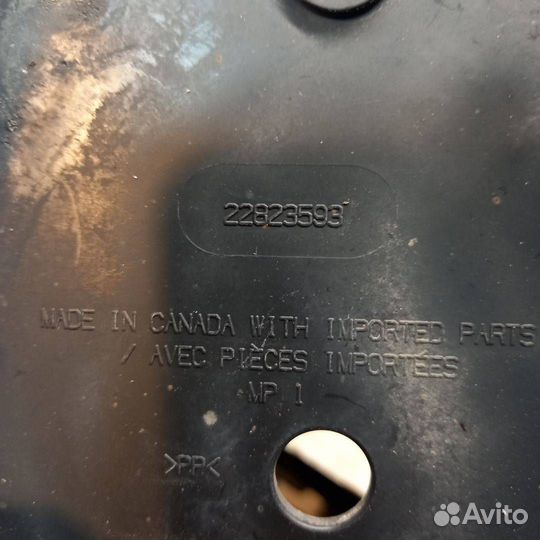 22823593
MADE IN CANADA WITH IMPORTED PARTS
/ AVEC PIÈCES IMPORTÉES
MP 1
>PP<
Avito